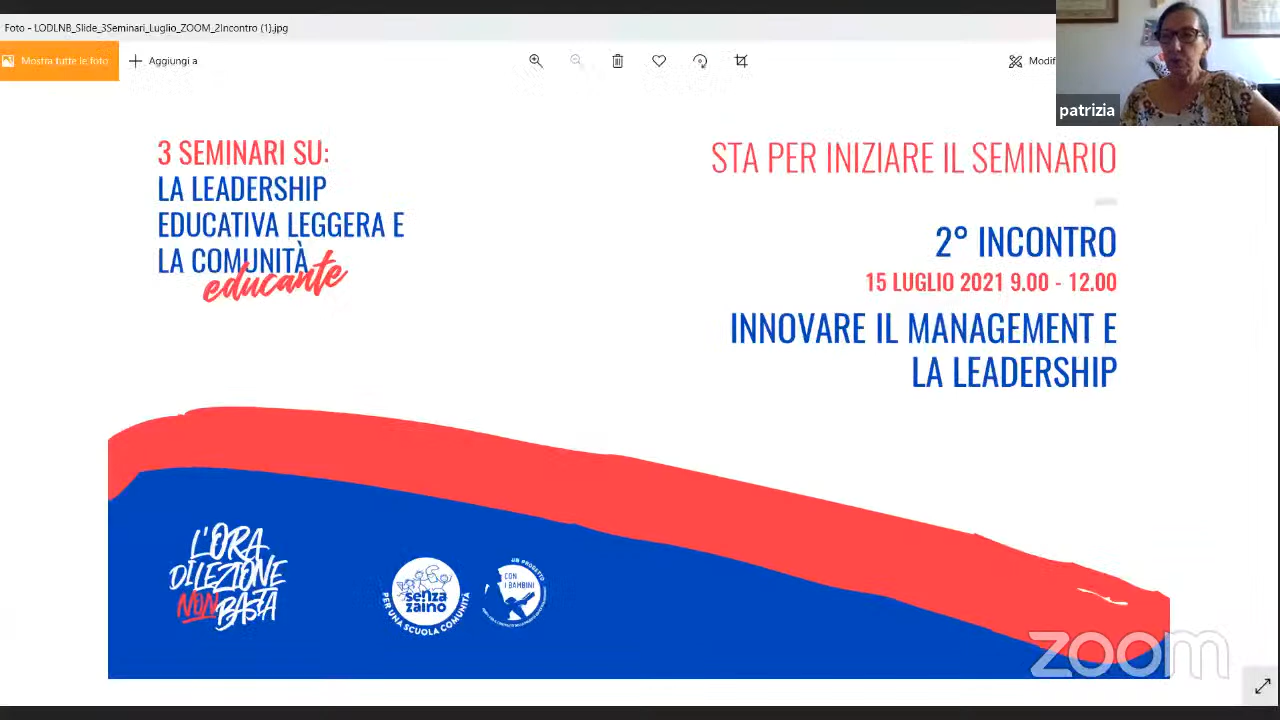 Foto - LODLNB_Slide_3Seminari_Luglio_ZOOM_2Incontro (1).jpg
Mostra tutte le foto
Aggiungi a
Modif
patrizia
3 SEMINARI SU:
LA LEADERSHIP
EDUCATIVA LEGGERA E
LA COMUNITÀ
educante
STA PER INIZIARE IL SEMINARIO
2° INCONTRO
15 LUGLIO 2021 9.00 - 12.00
INNOVARE IL MANAGEMENT E
LA LEADERSHIP
L'ORA
DI LEZIONE
NON BASTA
senza
zaino
PER UNA SCUOLA COMUNITÀ
UN PROGETTO
CON
I BAMBINI
zoom